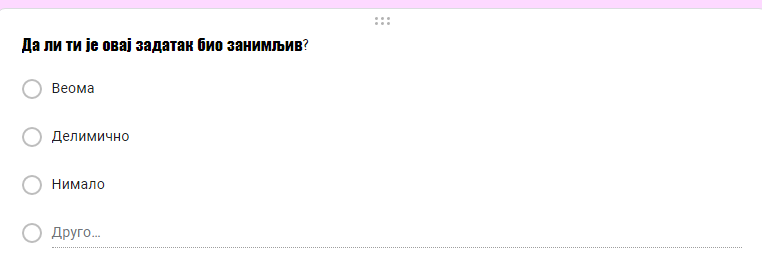 Да ли ти је овај задатак био занимљив?
Веома
Делимично
Нимало
Друго…